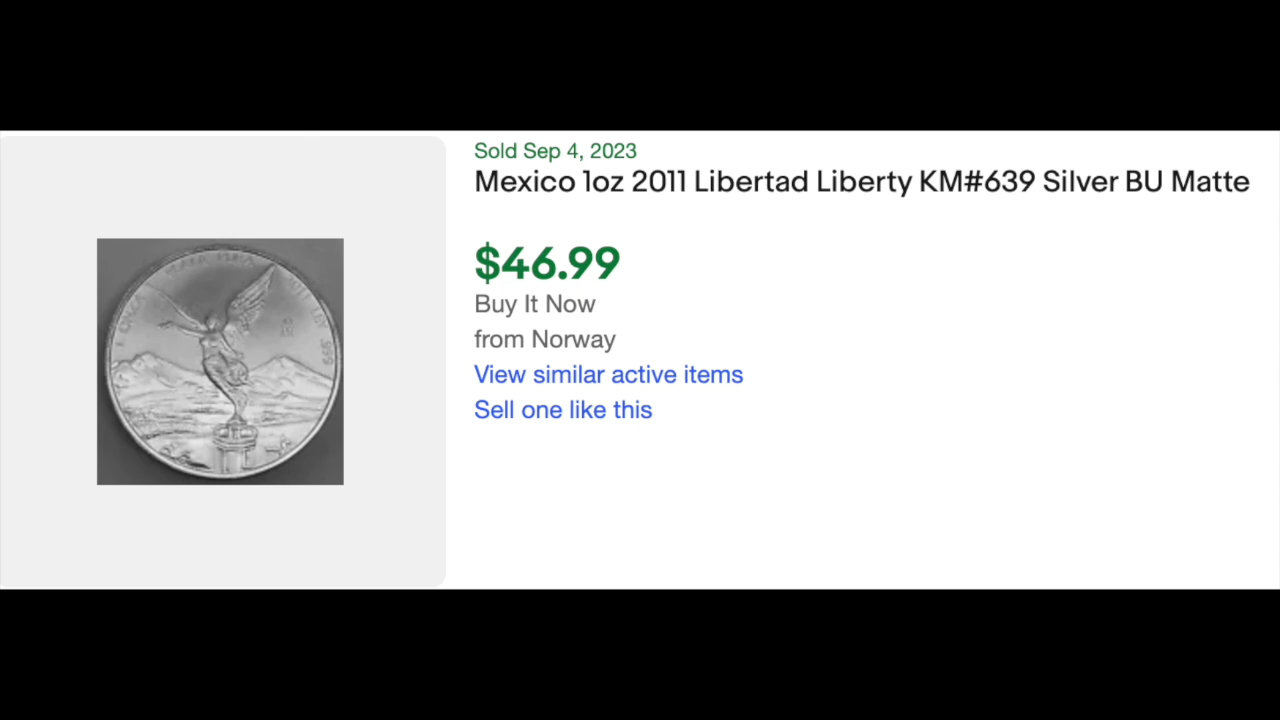 Sold Sep 4, 2023
Mexico 1oz 2011 Libertad Liberty KM#639 Silver BU Matte
$46.99
Buy It Now
from Norway
View similar active items
Sell one like this